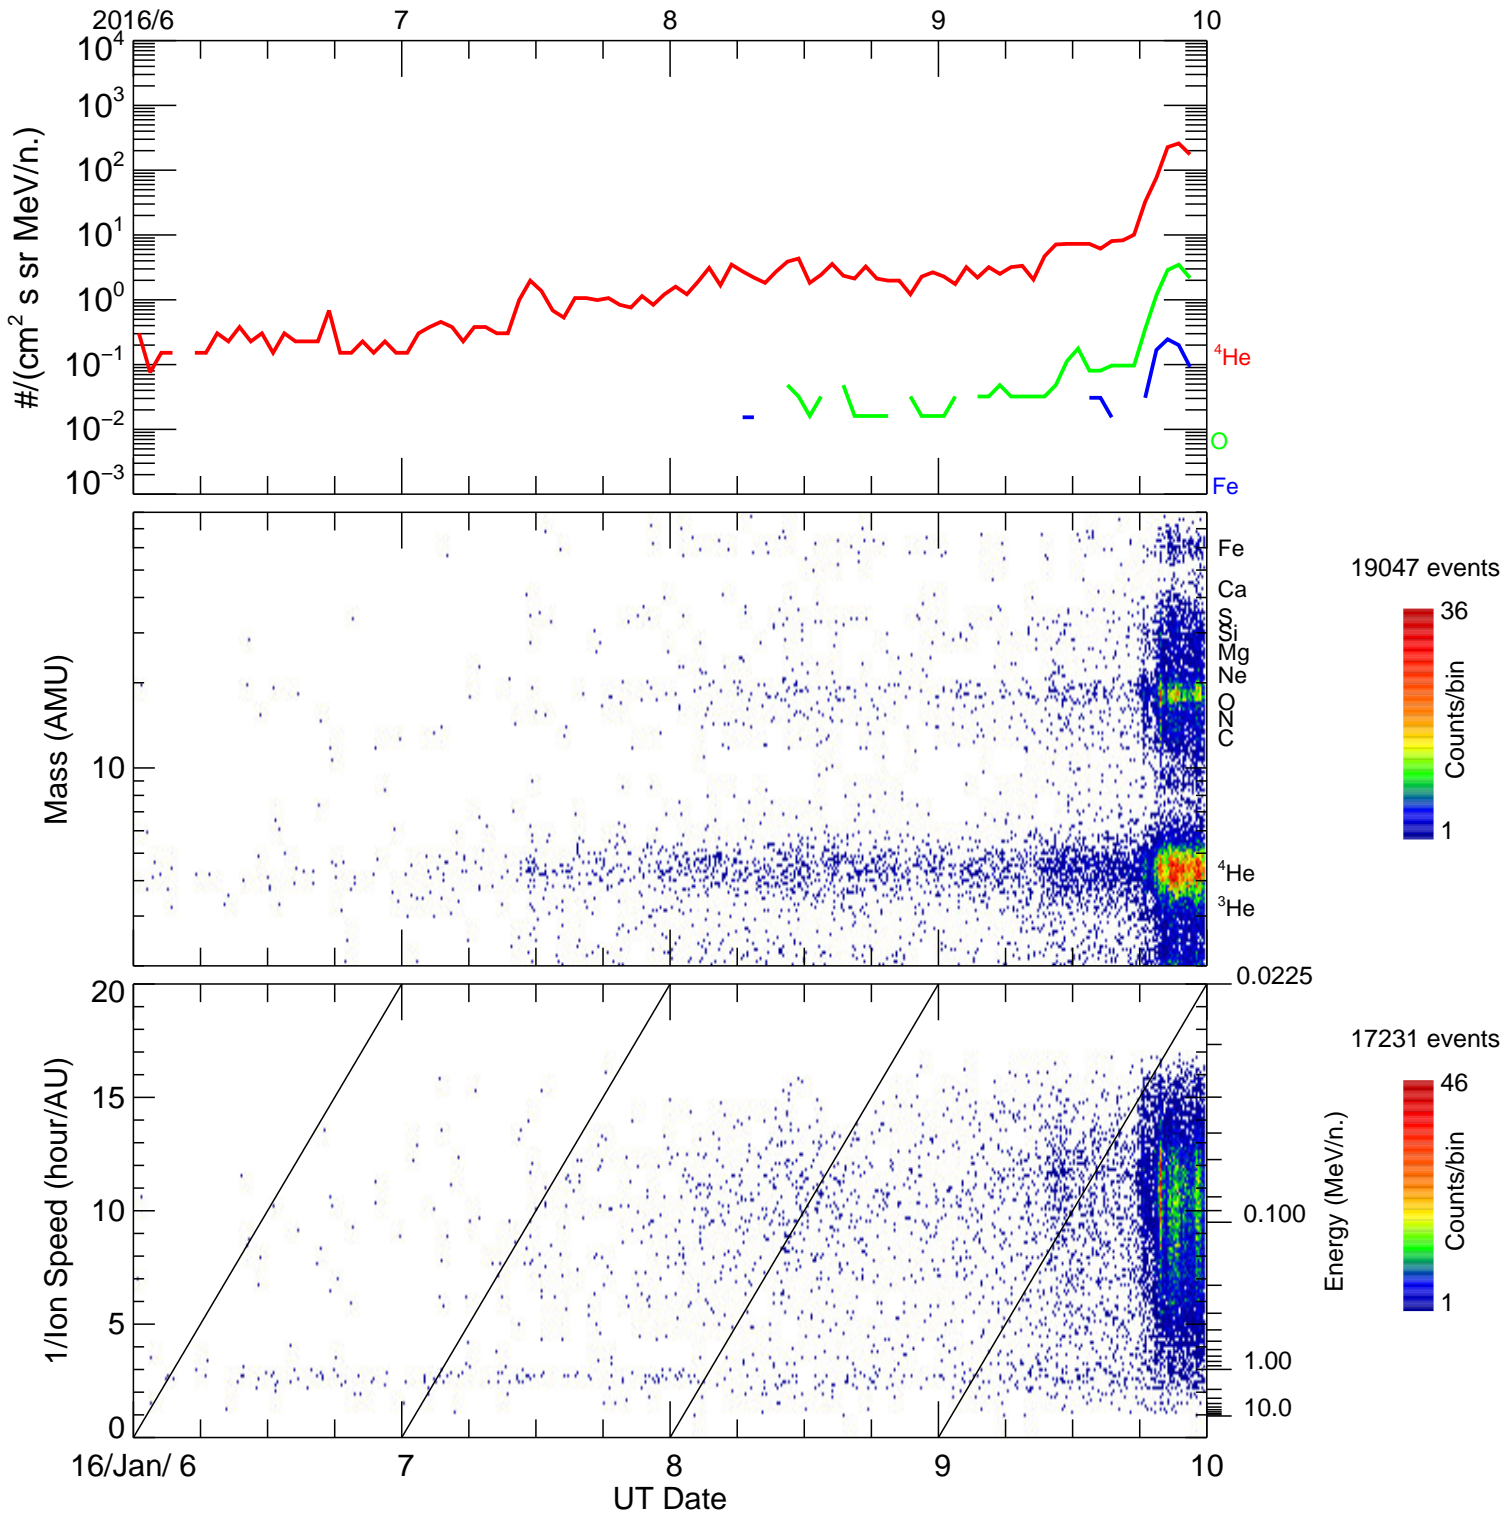 2016/6 7 8 9 10
10^4
10^3
10^2
10^1
10^0
10^−1
10^−2
10^−3
#/(cm^2 s sr MeV/n.)
^4He
O
Fe
Mass (AMU)
10
Fe
Ca
S
Si
Mg
Ne
O
N
C
^4He
^3He
19047 events
36
Counts/bin
1
1/Ion Speed (hour/AU)
20
15
10
5
0
0.0225
0.100
1.00
10.0
Energy (MeV/n.)
17231 events
46
Counts/bin
1
16/Jan/ 6 7 8 9 10
UT Date